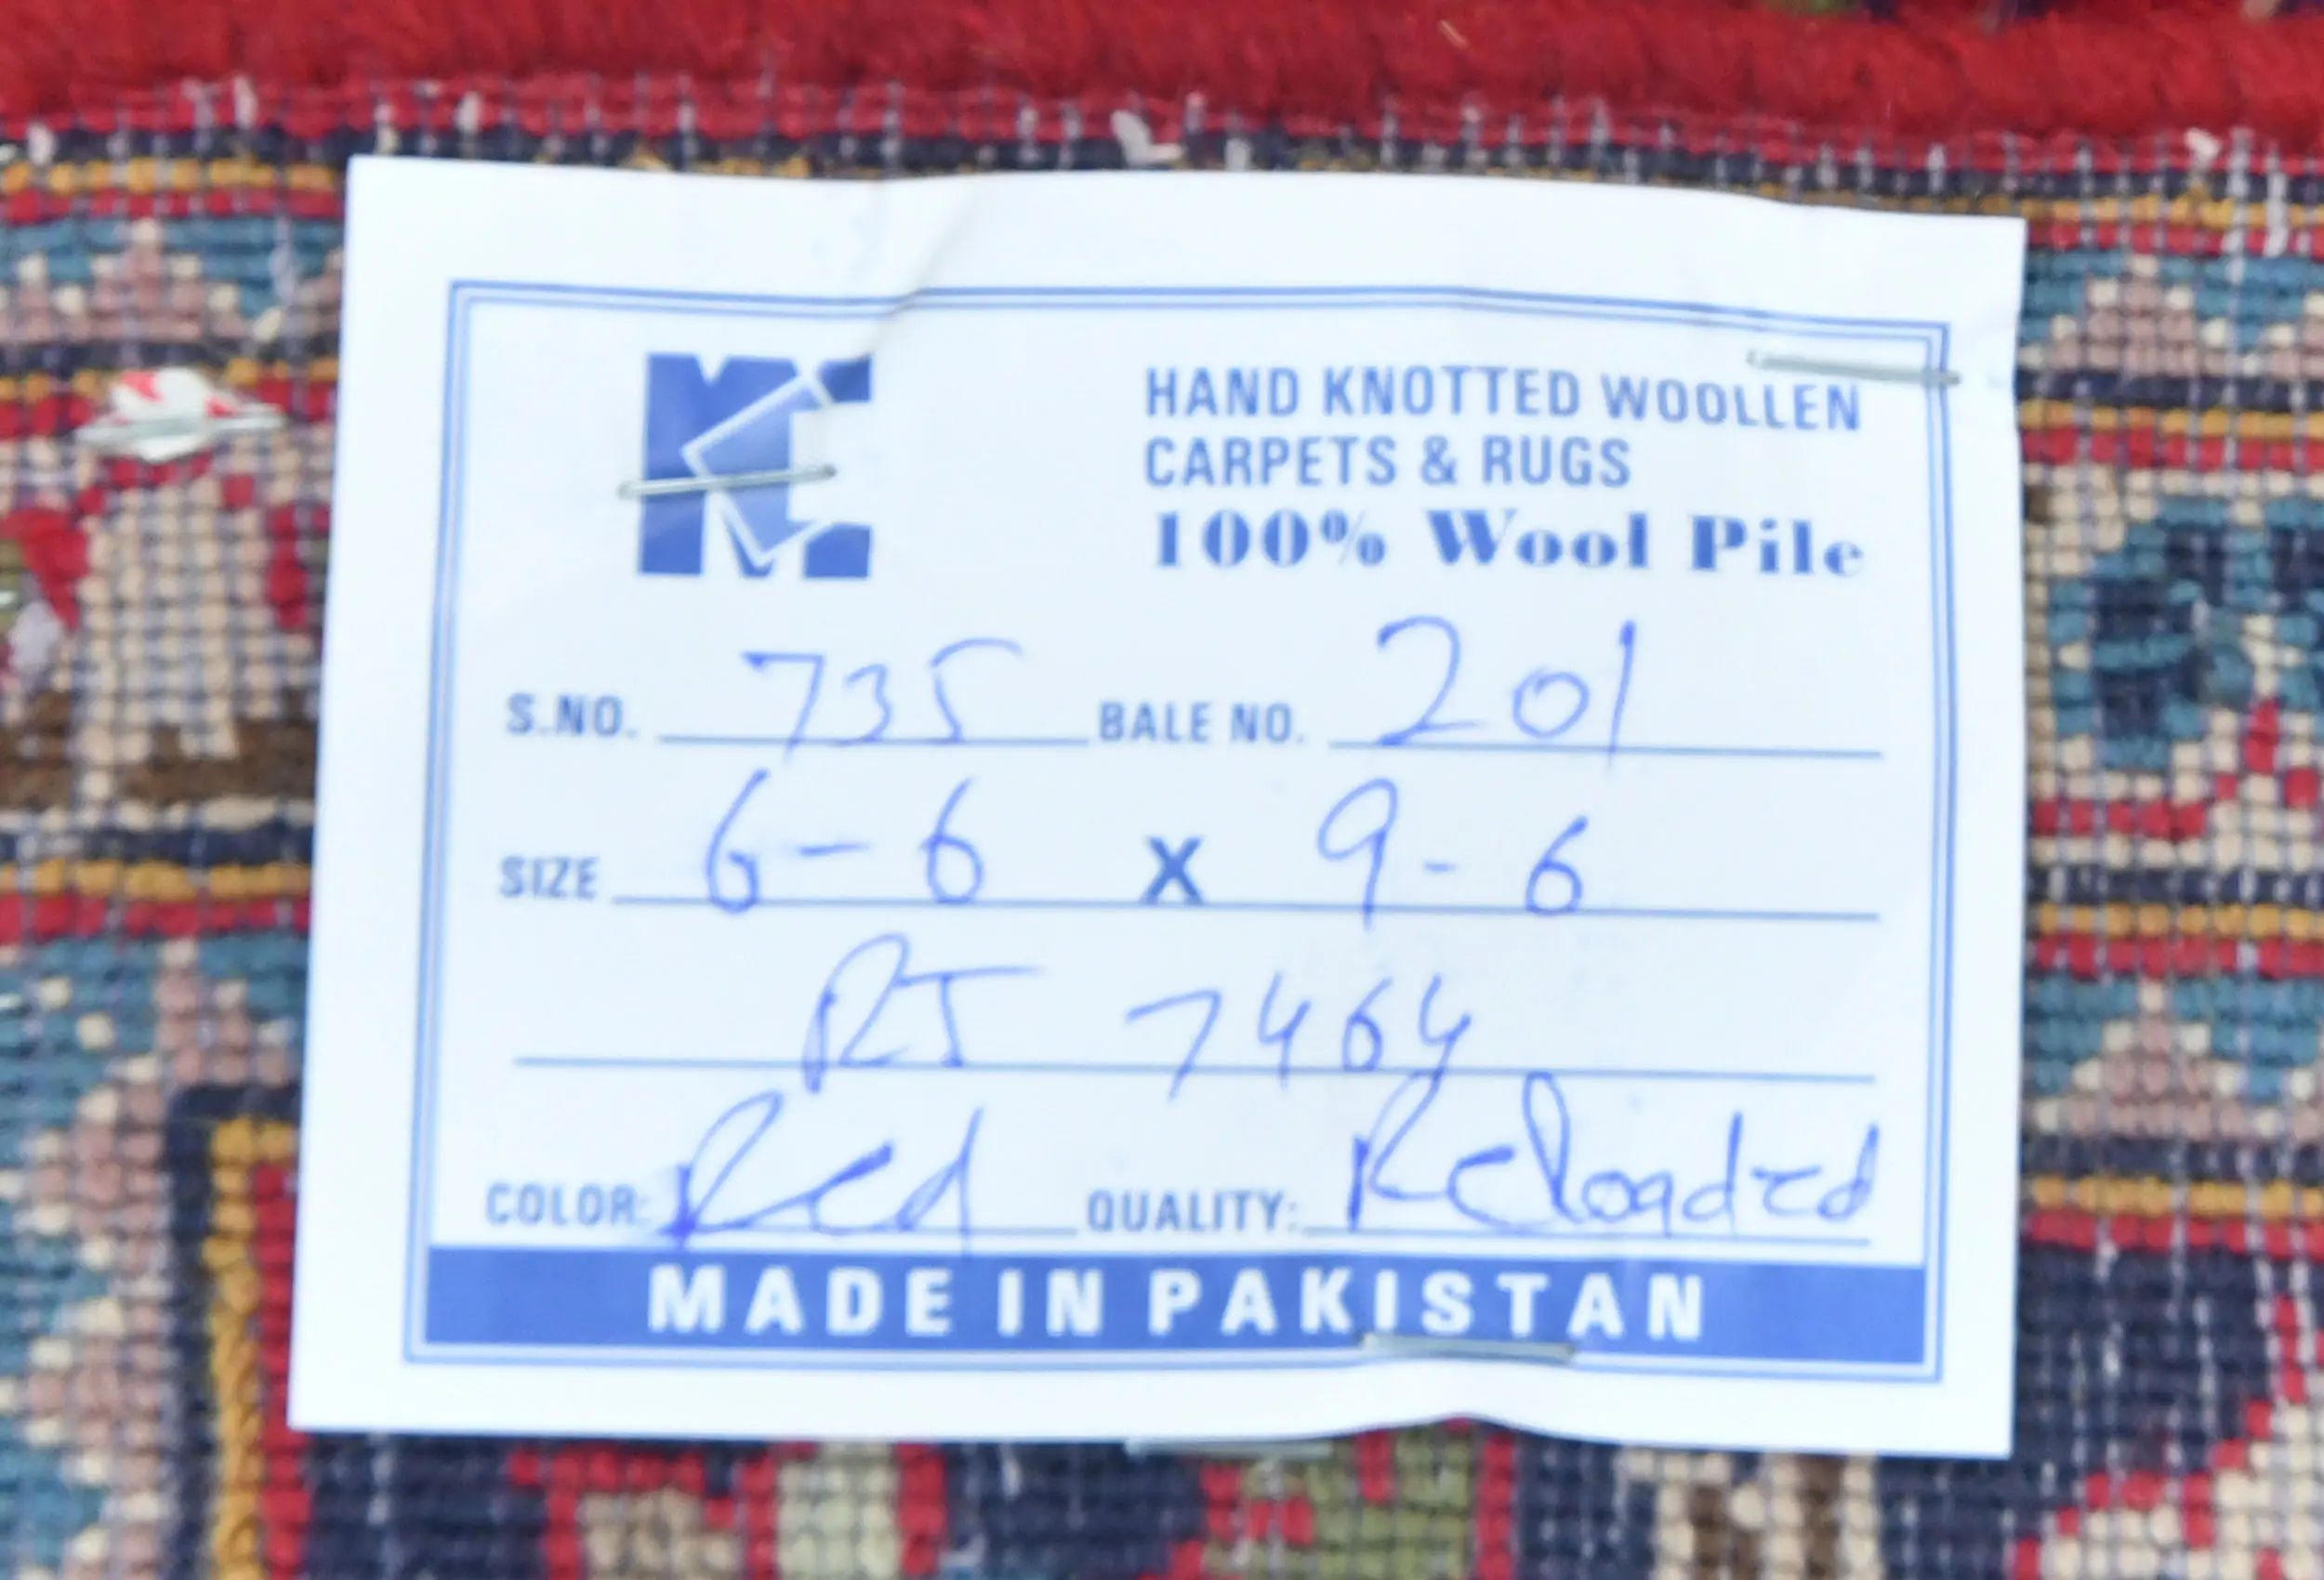 HAND KNOTTED WOOLLEN
CARPETS & RUGS
100% Wool Pile
S.NO. 735 BALE NO. 201
SIZE 6-6 X 9-6
RT 7464
COLOR: Red QUALITY: Reloaded
MADE IN PAKISTAN